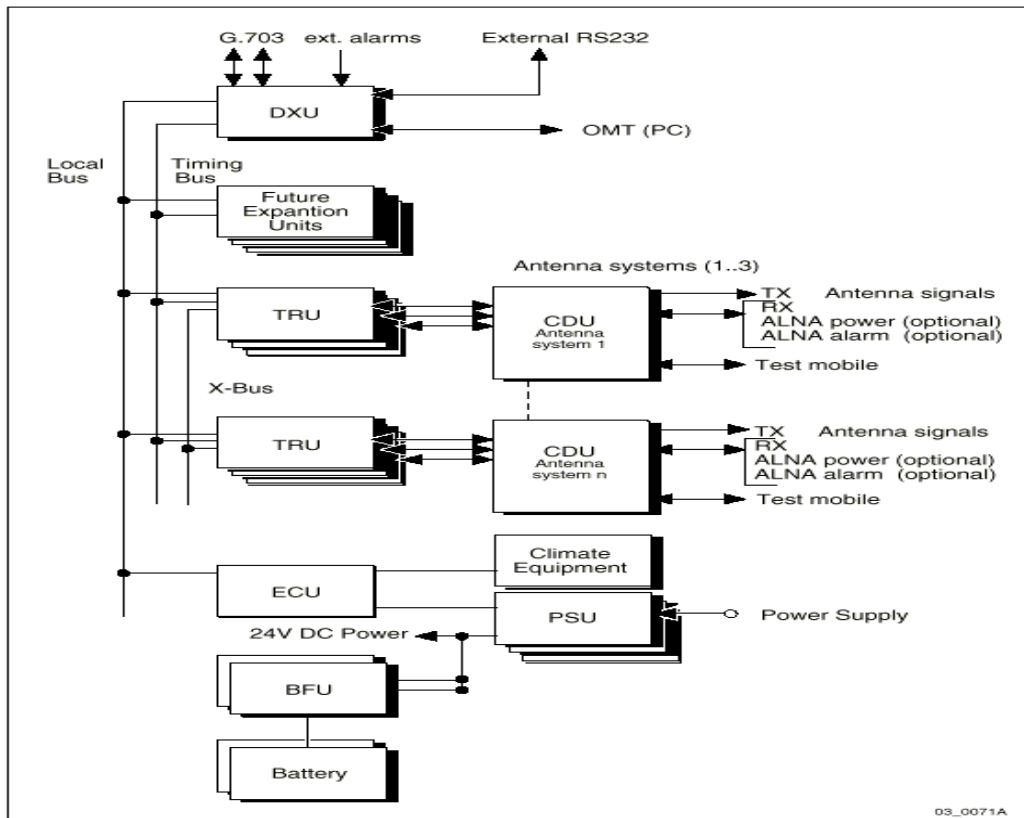 G.703 ext. alarms External RS232
DXU
OMT (PC)
Local
Bus
Timing
Bus
Future
Expantion
Units
Antenna systems (1..3)
TRU
CDU
Antenna
system 1
TX Antenna signals
RX
ALNA power (optional)
ALNA alarm (optional)
Test mobile
X-Bus
TRU
CDU
Antenna
system n
TX Antenna signals
RX
ALNA power (optional)
ALNA alarm (optional)
Test mobile
Climate
Equipment
ECU
PSU
Power Supply
24V DC Power
BFU
Battery
03_0071A